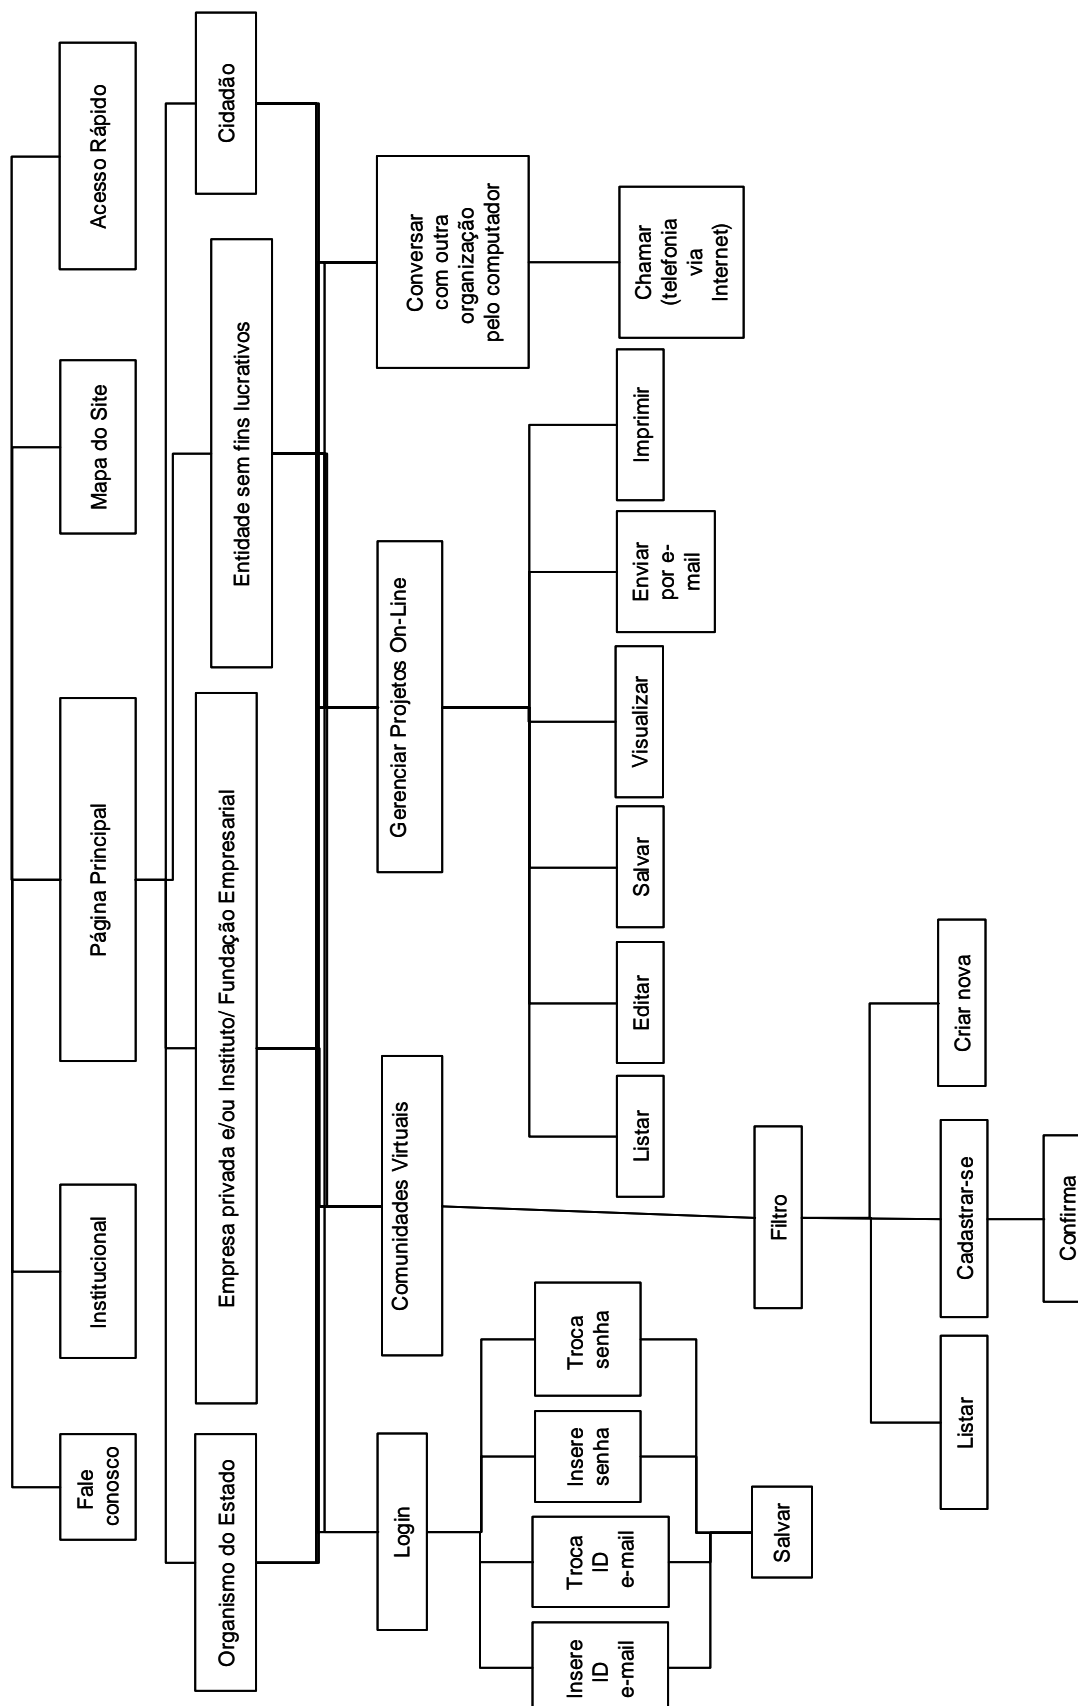 Fale
conosco
Institucional
Página Principal
Mapa do Site
Acesso Rápido
Organismo do Estado
Empresa privada e/ou Instituto/ Fundação Empresarial
Entidade sem fins lucrativos
Cidadão
Login
Comunidades Virtuais
Gerenciar Projetos On-Line
Conversar
com outra
organização
pelo computador
Insere
ID
e-mail
Troca
ID
e-mail
Insere
senha
Troca
senha
Listar
Editar
Salvar
Visualizar
Enviar
por e-
mail
Imprimir
Chamar
(telefonia
via
Internet)
Salvar
Filtro
Listar
Cadastrar-se
Criar nova
Confirma